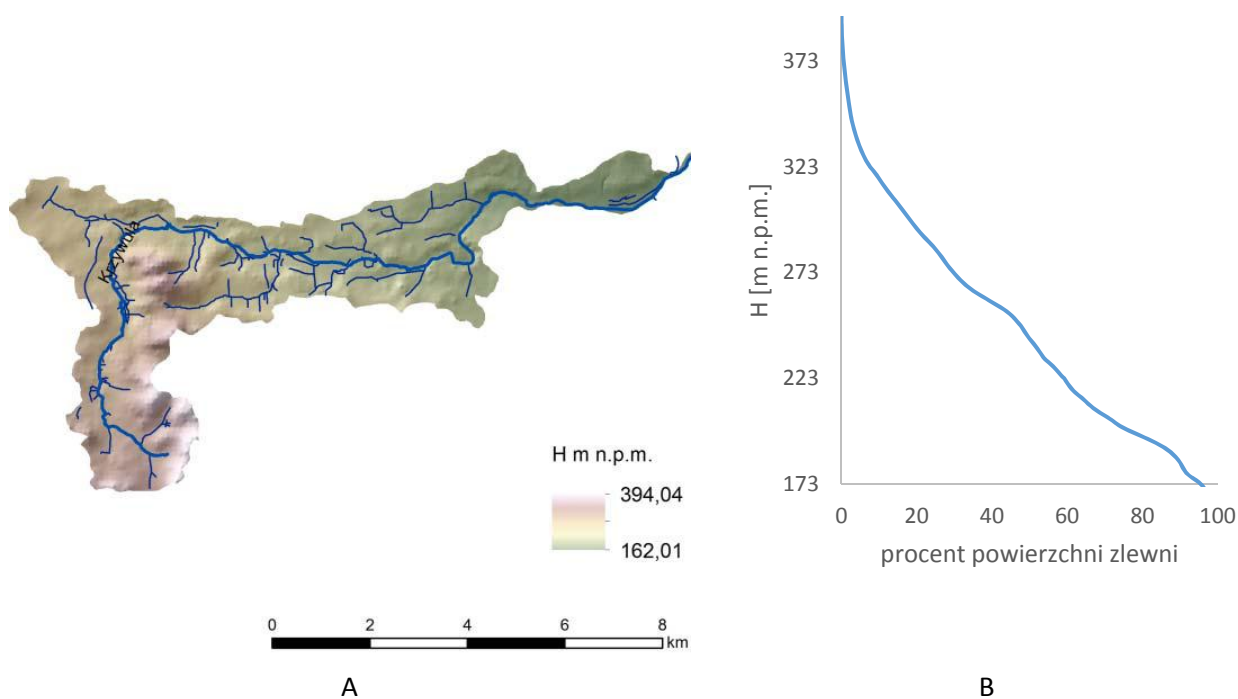 Krzywula
H m n.p.m.
394,04
162,01
0 2 4 6 8
km
A
373
323
273
223
173
H [m n.p.m.]
0 20 40 60 80 100
procent powierzchni zlewni
B